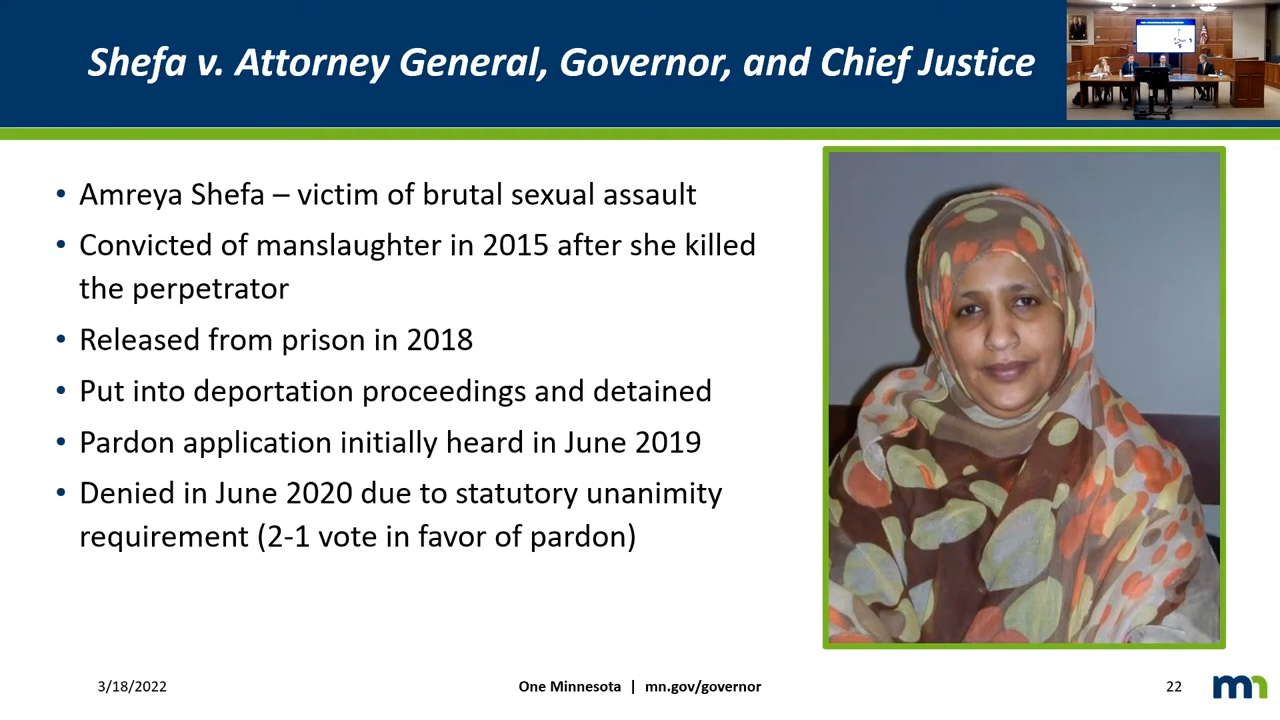 Shefa v. Attorney General, Governor, and Chief Justice
• Amreya Shefa – victim of brutal sexual assault
• Convicted of manslaughter in 2015 after she killed
the perpetrator
• Released from prison in 2018
• Put into deportation proceedings and detained
• Pardon application initially heard in June 2019
• Denied in June 2020 due to statutory unanimity
requirement (2-1 vote in favor of pardon)
3/18/2022
One Minnesota | mn.gov/governor
22
mn